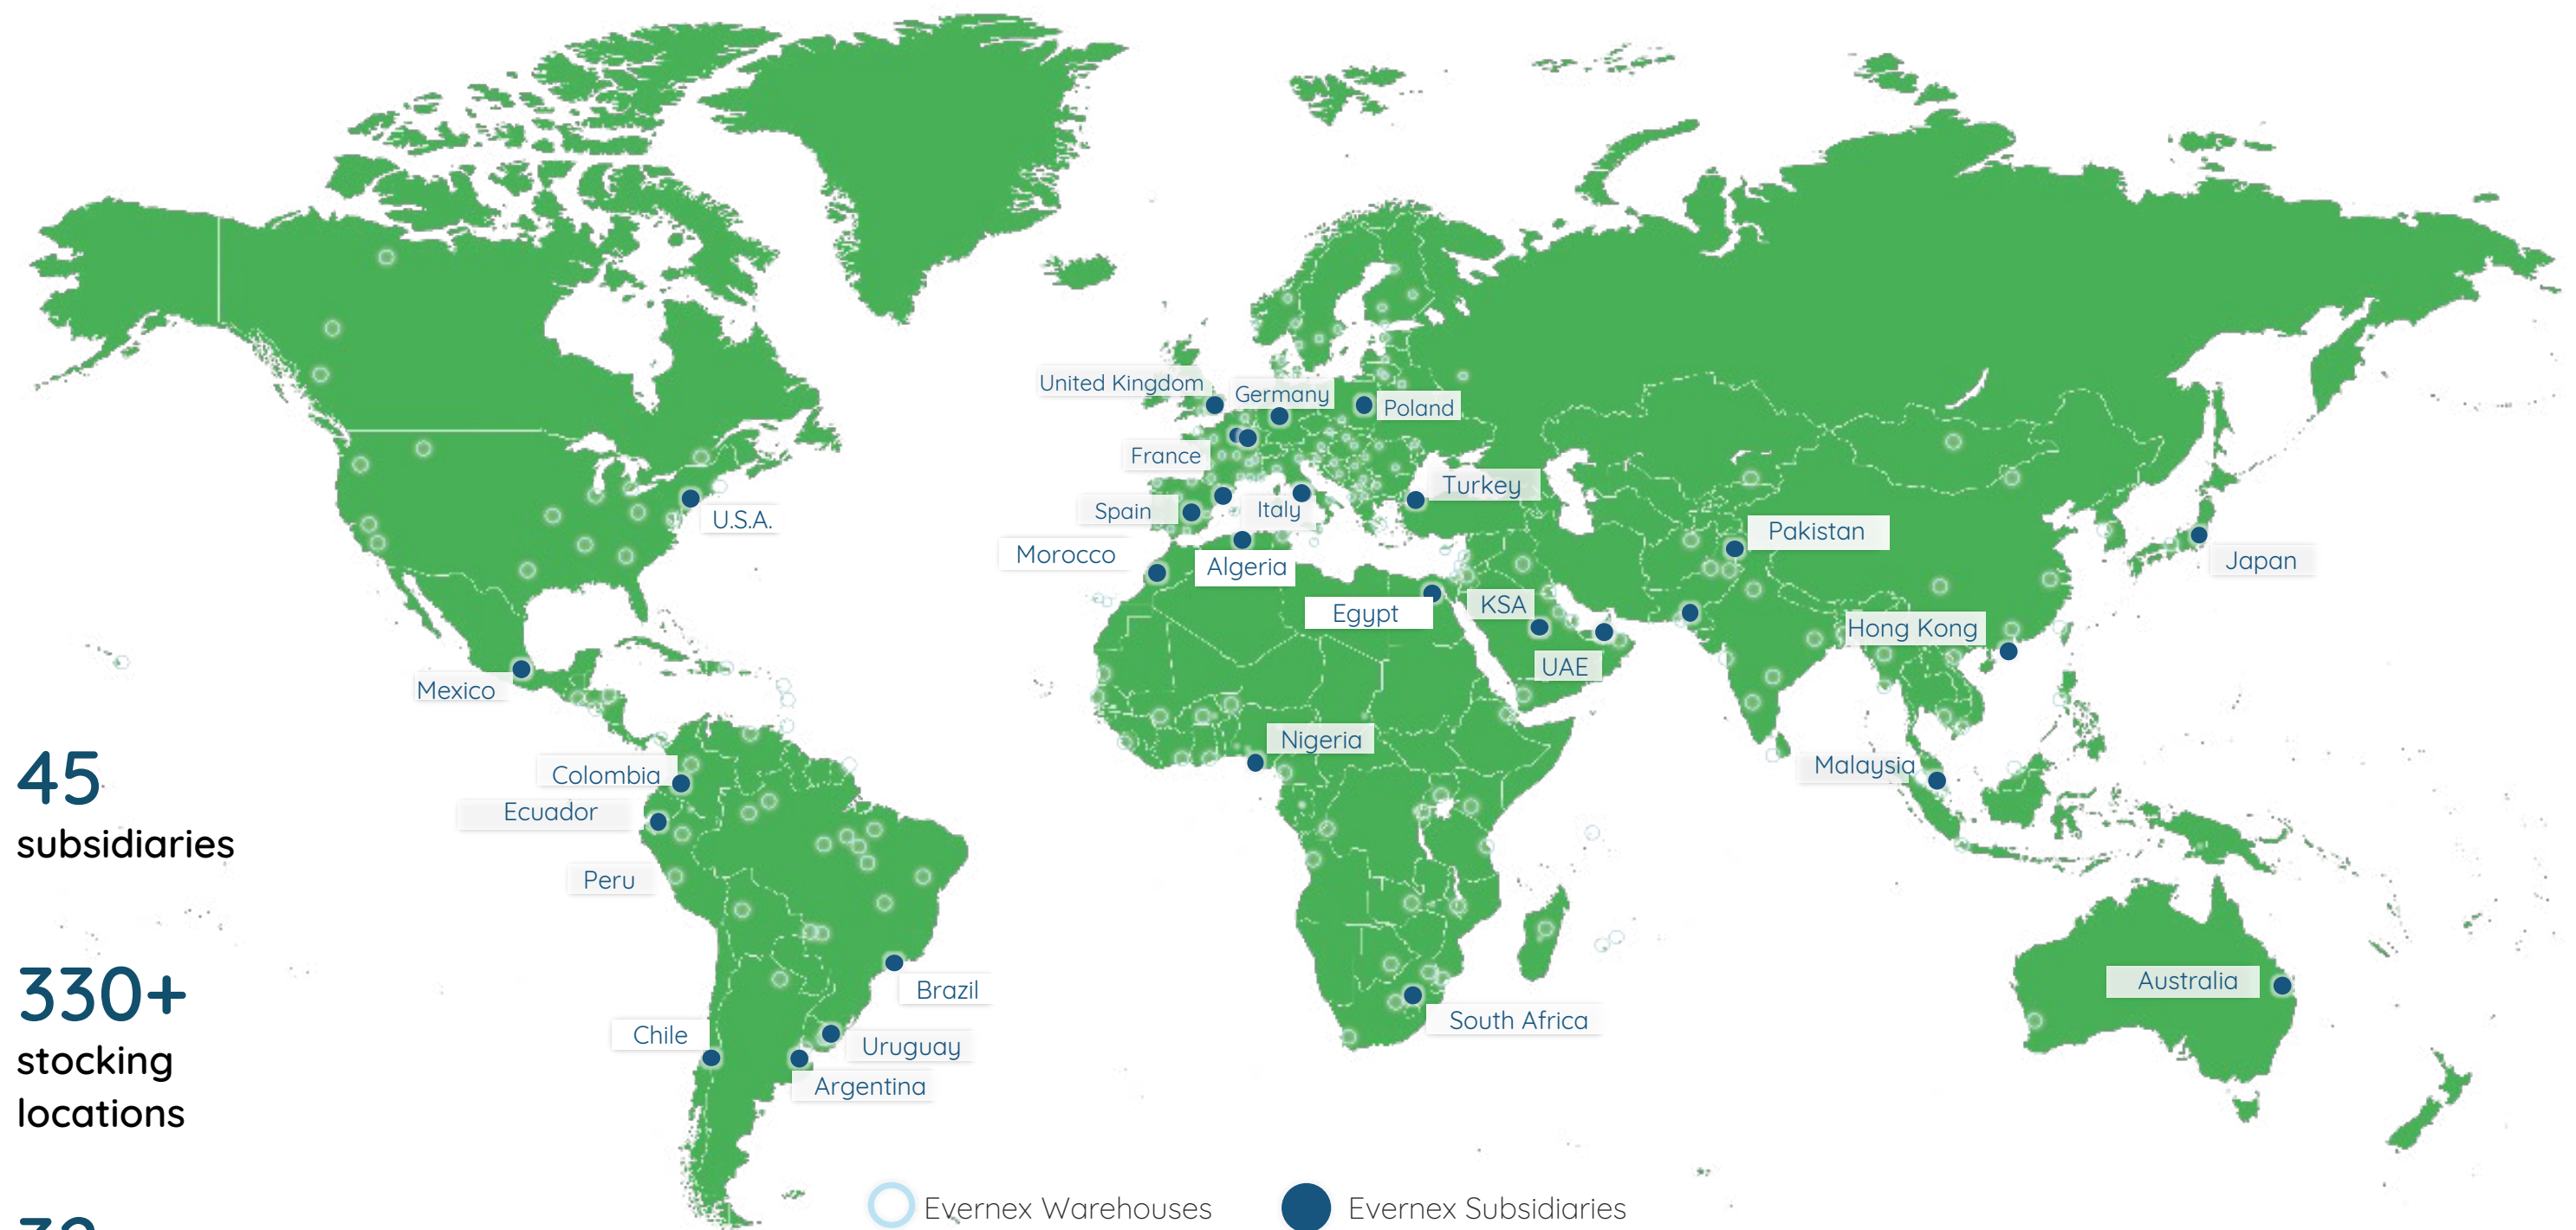 United Kingdom
Germany
Poland
France
Turkey
Spain
Italy
U.S.A.
Pakistan
Morocco
Algeria
Japan
Egypt
KSA
Hong Kong
UAE
Mexico
Nigeria
45
subsidiaries
Colombia
Malaysia
Ecuador
Peru
330+
stocking
locations
Brazil
Australia
Chile
South Africa
Uruguay
Argentina
Evernex Warehouses
Evernex Subsidiaries